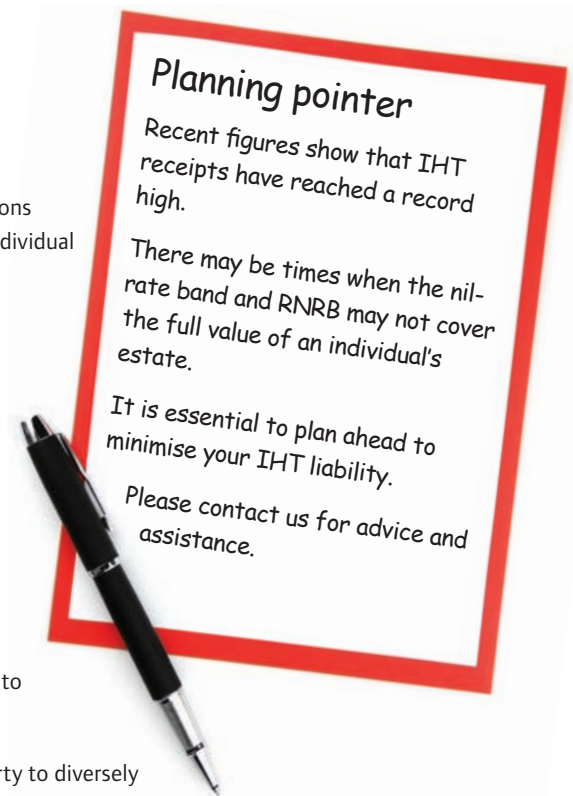 Planning pointer
Recent figures show that IHT
receipts have reached a record
high.
There may be times when the nil-
rate band and RNRB may not cover
the full value of an individual's
estate.
It is essential to plan ahead to
minimise your IHT liability.
Please contact us for advice and
assistance.
ons
dividual
to
rty to diversely